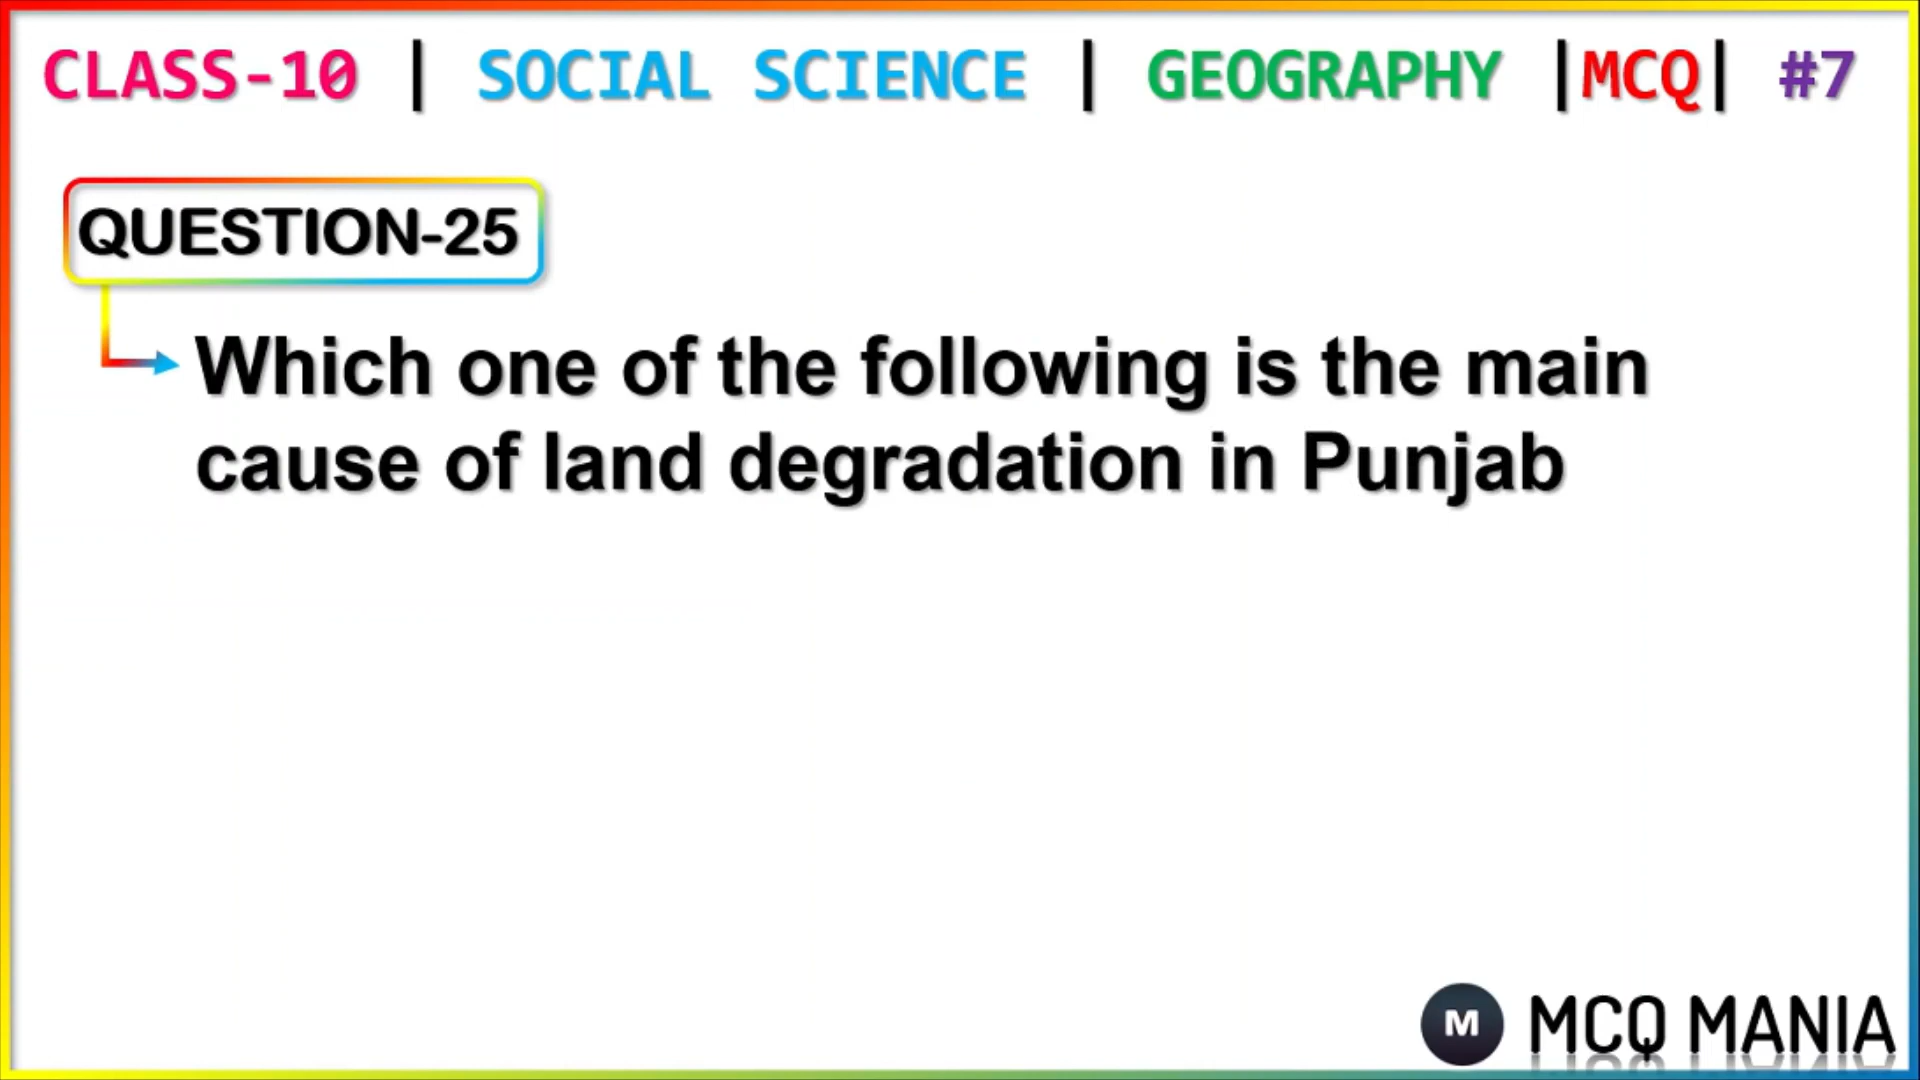 CLASS-10 | SOCIAL SCIENCE | GEOGRAPHY |MCQ| #7
QUESTION-25
Which one of the following is the main
cause of land degradation in Punjab
M MCQ MANIA